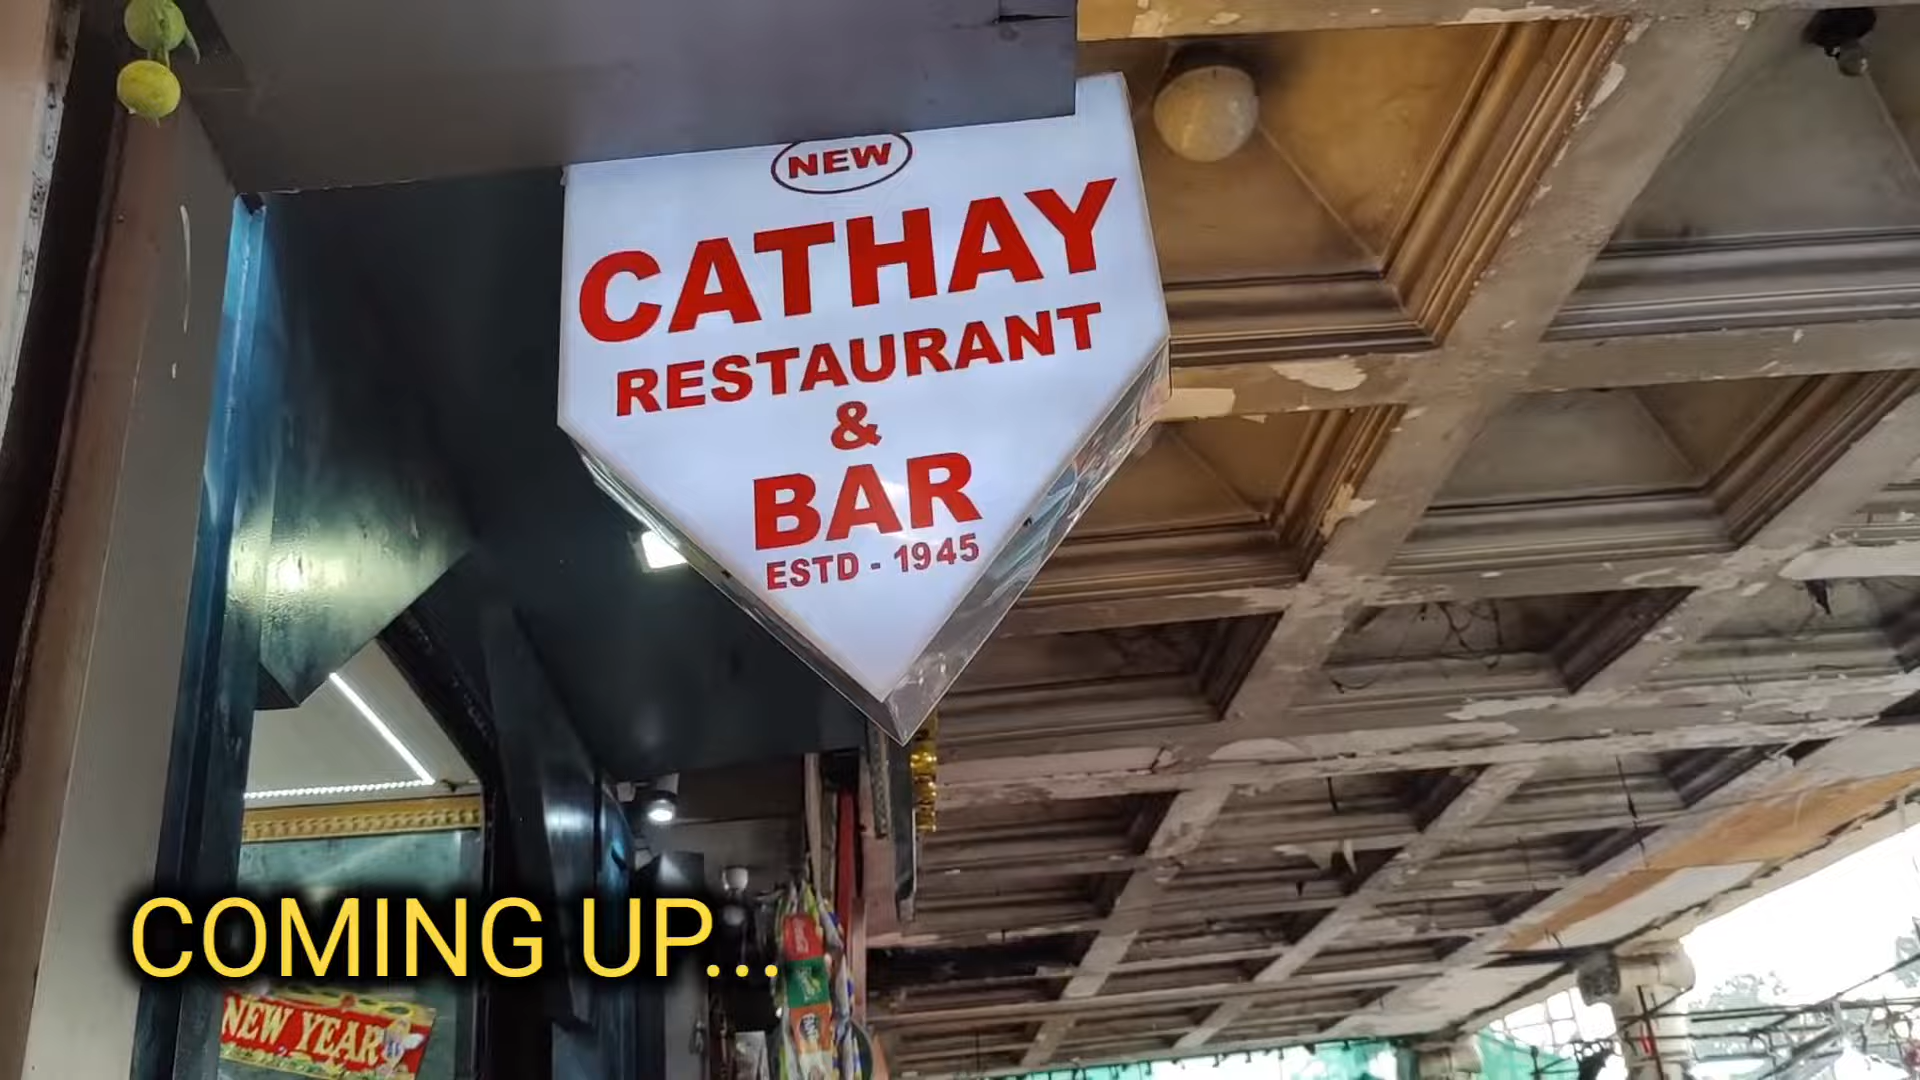 NEW
CATHAY
RESTAURANT
&
BAR
ESTD - 1945
COMING UP...
NEW YEAR